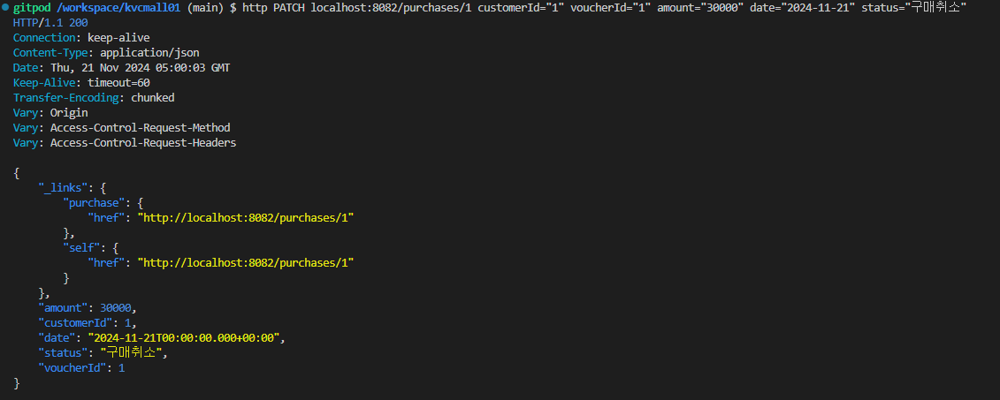 gitpod /workspace/kvcmall01 (main) $ http PATCH localhost:8082/purchases/1 customerId="1" voucherId="1" amount="30000" date="2024-11-21" status="구매취소"
HTTP/1.1 200
Connection: keep-alive
Content-Type: application/json
Date: Thu, 21 Nov 2024 05:00:03 GMT
Keep-Alive: timeout=60
Transfer-Encoding: chunked
Vary: Origin
Vary: Access-Control-Request-Method
Vary: Access-Control-Request-Headers

{
    "_links": {
        "purchase": {
            "href": "http://localhost:8082/purchases/1"
        },
        "self": {
            "href": "http://localhost:8082/purchases/1"
        }
    },
    "amount": 30000,
    "customerId": 1,
    "date": "2024-11-21T00:00:00.000+00:00",
    "status": "구매취소",
    "voucherId": 1
}